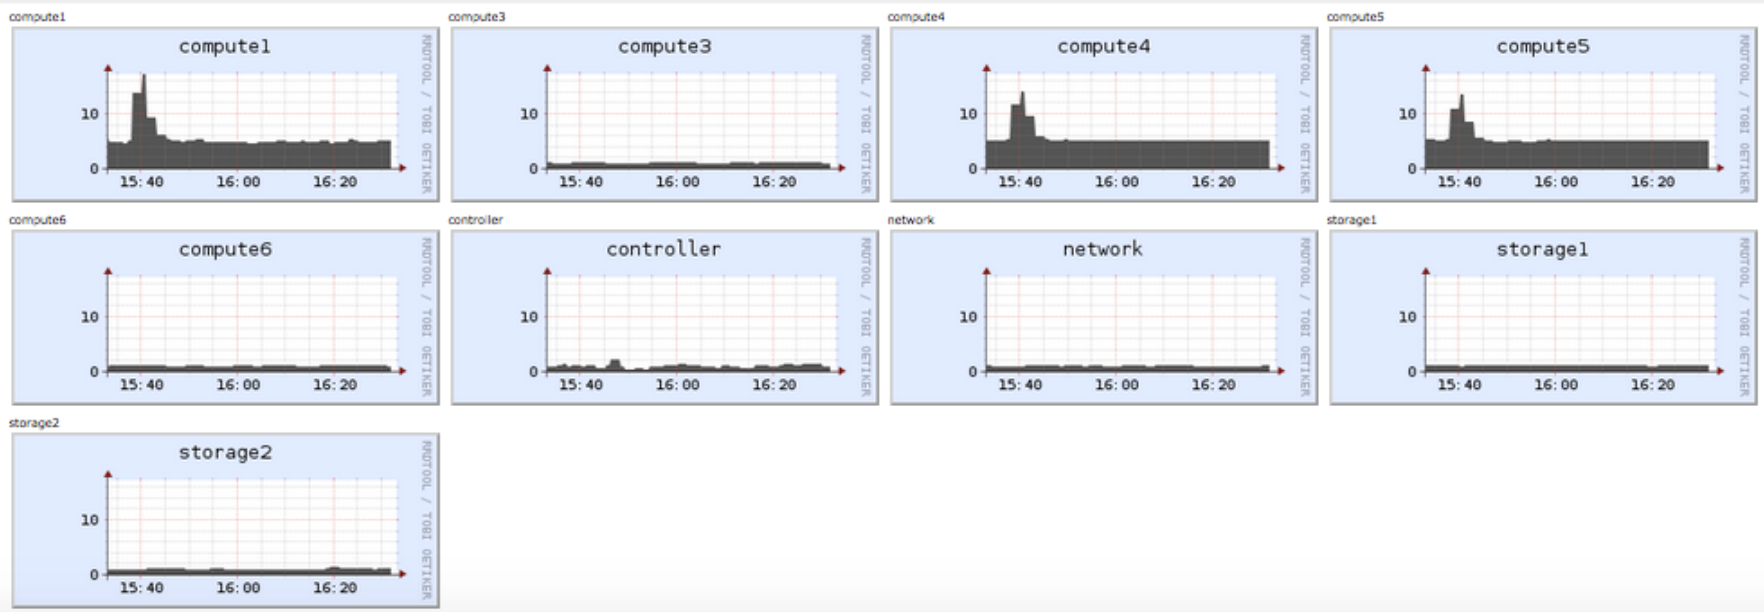 compute1
compute1
RRDTOOL / TOBI OETIKER
10
0
15:40 16:00 16:20
compute3
compute3
RRDTOOL / TOBI OETIKER
10
0
15:40 16:00 16:20
compute4
compute4
RRDTOOL / TOBI OETIKER
10
0
15:40 16:00 16:20
compute5
compute5
RRDTOOL / TOBI OETIKER
10
0
15:40 16:00 16:20
compute6
compute6
RRDTOOL / TOBI OETIKER
10
0
15:40 16:00 16:20
controller
controller
RRDTOOL / TOBI OETIKER
10
0
15:40 16:00 16:20
network
network
RRDTOOL / TOBI OETIKER
10
0
15:40 16:00 16:20
storage1
storage1
RRDTOOL / TOBI OETIKER
10
0
15:40 16:00 16:20
storage2
storage2
RRDTOOL / TOBI OETIKER
10
0
15:40 16:00 16:20